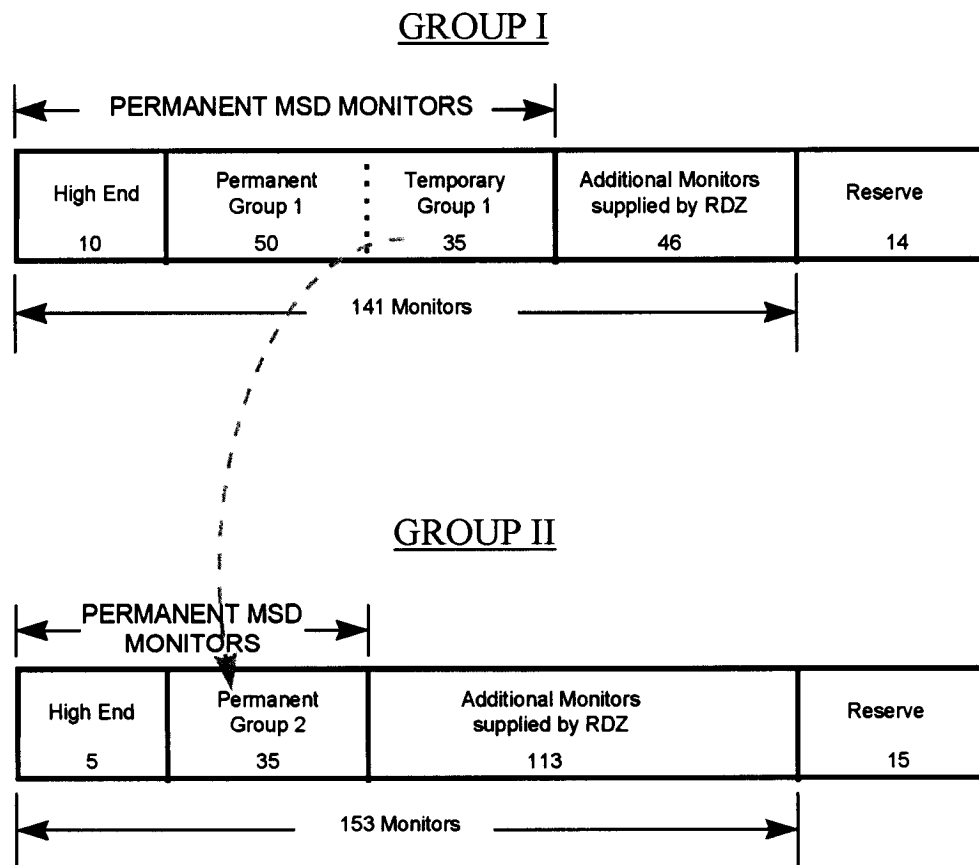 GROUP I
PERMANENT MSD MONITORS
High End
10
Permanent
Group 1
50
Temporary
Group 1
35
Additional Monitors
supplied by RDZ
46
Reserve
14
141 Monitors
GROUP II
PERMANENT MSD
MONITORS
High End
5
Permanent
Group 2
35
Additional Monitors
supplied by RDZ
113
Reserve
15
153 Monitors